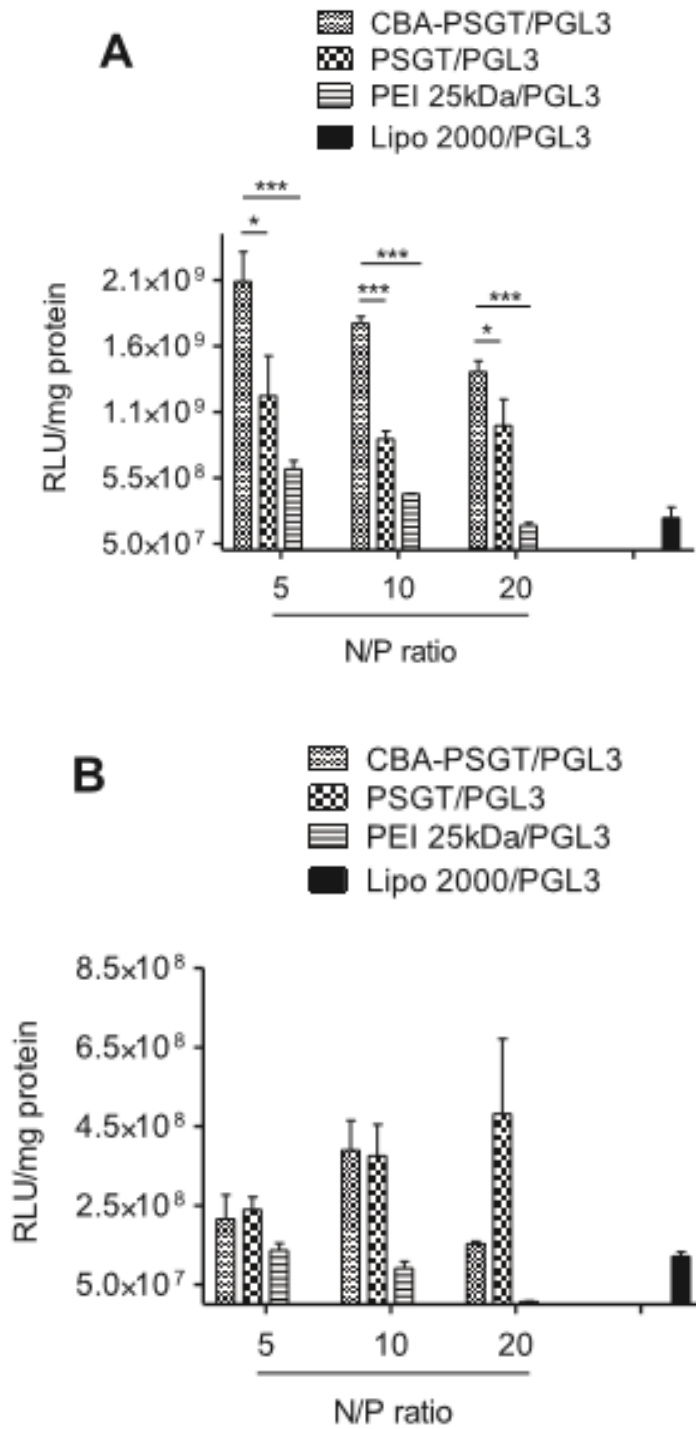 A
CBA-PSGT/PGL3
PSGT/PGL3
PEI 25kDa/PGL3
Lipo 2000/PGL3
***
*
***
***
***
*
RLU/mg protein
2.1x10⁹
1.6x10⁹
1.1x10⁹
5.5x10⁸
5.0x10⁷
5 10 20
N/P ratio
B
CBA-PSGT/PGL3
PSGT/PGL3
PEI 25kDa/PGL3
Lipo 2000/PGL3
RLU/mg protein
8.5x10⁸
6.5x10⁸
4.5x10⁸
2.5x10⁸
5.0x10⁷
5 10 20
N/P ratio